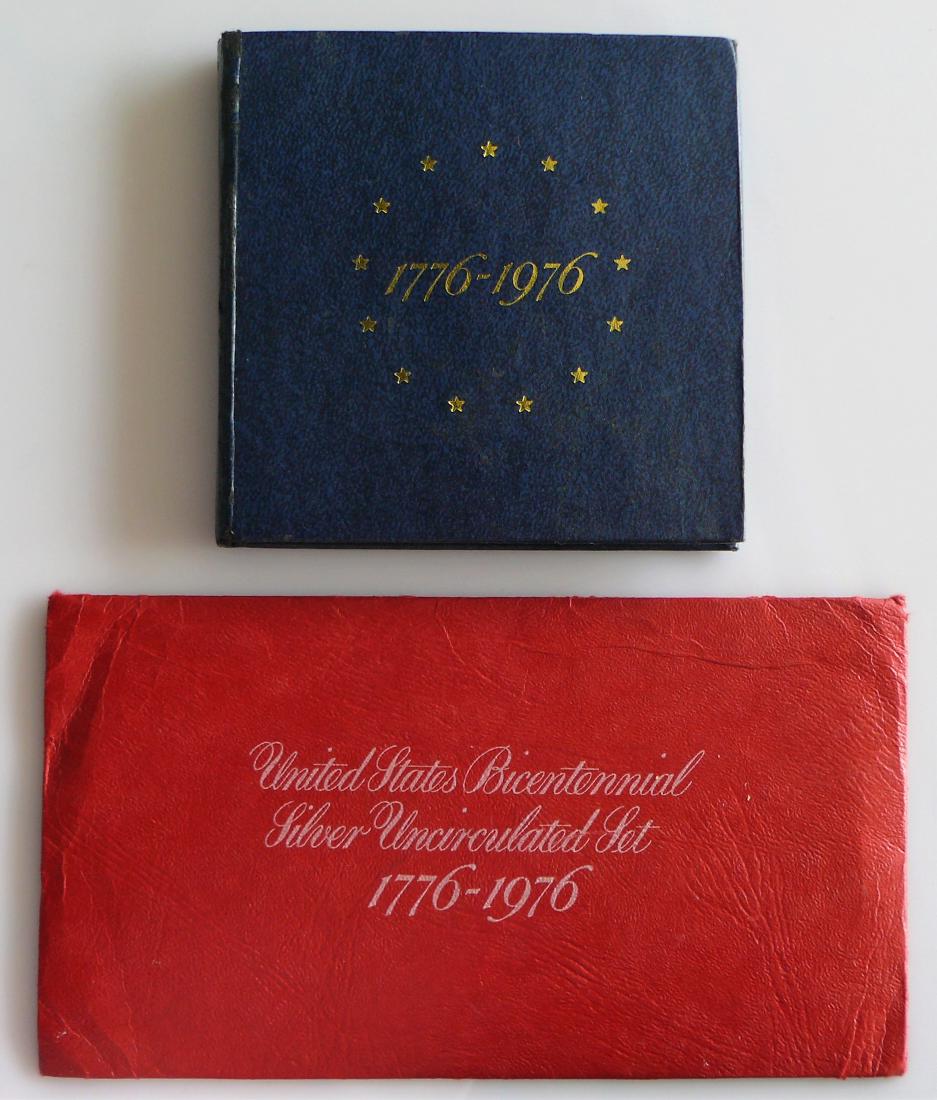 1776-1976
United States Bicentennial
Silver Uncirculated Set
1776-1976